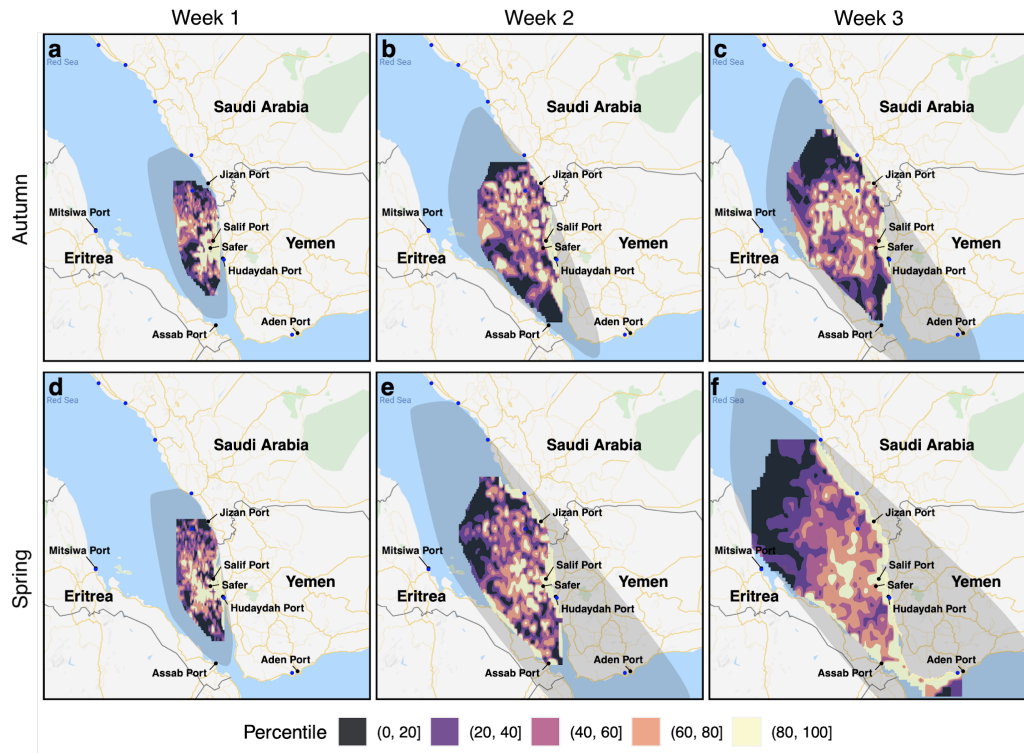 Week 1
Week 2
Week 3
Autumn
a
Red Sea
Saudi Arabia
Jizan Port
Mitsiwa Port
Salif Port
Safer
Eritrea
Yemen
Hudaydah Port
Assab Port
Aden Port
b
Saudi Arabia
Jizan Port
Mitsiwa Port
Salif Port
Safer
Eritrea
Yemen
Hudaydah Port
Assab Port
Aden Port
c
Red Sea
Saudi Arabia
Jizan Port
Mitsiwa Port
Salif Port
Safer
Eritrea
Yemen
Hudaydah Port
Assab Port
Aden Port
Spring
d
Red Sea
Saudi Arabia
Jizan Port
Mitsiwa Port
Salif Port
Safer
Eritrea
Yemen
Hudaydah Port
Assab Port
Aden Port
e
Red Sea
Saudi Arabia
Jizan Port
Mitsiwa Port
Salif Port
Safer
Eritrea
Yemen
Hudaydah Port
Assab Port
Aden Port
f
Red Sea
Saudi Arabia
Jizan Port
Mitsiwa Port
Salif Port
Safer
Eritrea
Yemen
Hudaydah Port
Assab Port
Aden Port
Percentile (0, 20] (20, 40] (40, 60] (60, 80] (80, 100]